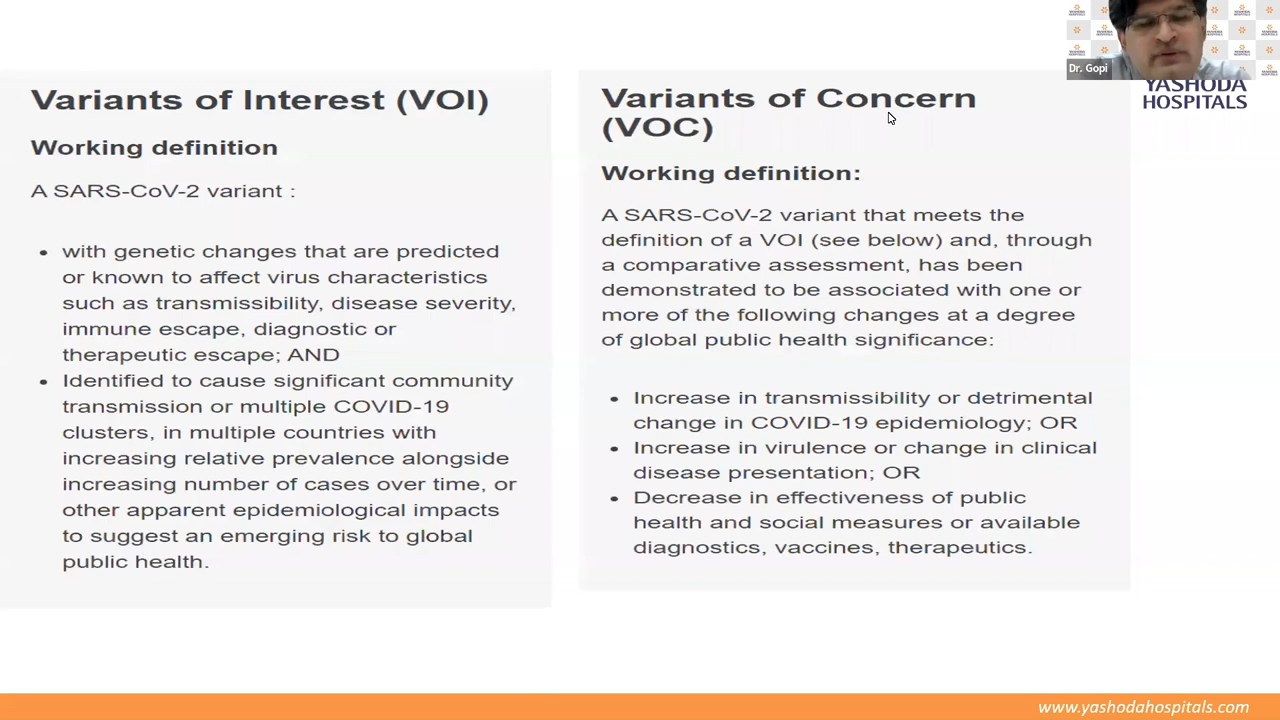 Variants of Interest (VOI)
Working definition
A SARS-CoV-2 variant :
• with genetic changes that are predicted
or known to affect virus characteristics
such as transmissibility, disease severity,
immune escape, diagnostic or
therapeutic escape; AND
• Identified to cause significant community
transmission or multiple COVID-19
clusters, in multiple countries with
increasing relative prevalence alongside
increasing number of cases over time, or
other apparent epidemiological impacts
to suggest an emerging risk to global
public health.
Variants of Concern
(VOC)
Working definition:
A SARS-CoV-2 variant that meets the
definition of a VOI (see below) and, through
a comparative assessment, has been
demonstrated to be associated with one or
more of the following changes at a degree
of global public health significance:
• Increase in transmissibility or detrimental
change in COVID-19 epidemiology; OR
• Increase in virulence or change in clinical
disease presentation; OR
• Decrease in effectiveness of public
health and social measures or available
diagnostics, vaccines, therapeutics.
Dr. Gopi
YASHODA
HOSPITALS
www.yashodahospitals.com